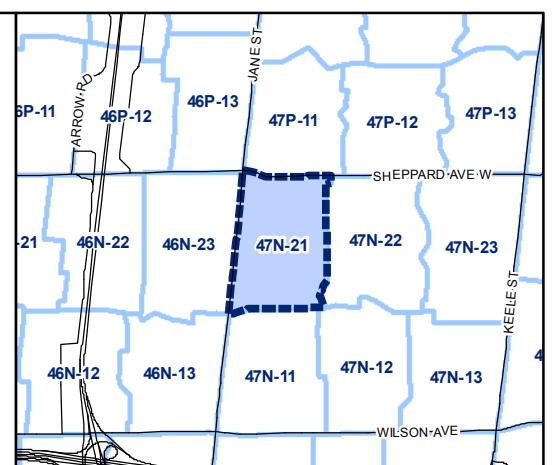 JANE ST
46P-13
6P-11
ARROW RD
46P-12
47P-11
47P-12
47P-13
SHEPPARD AVE W
-21
46N-22
46N-23
47N-21
47N-22
47N-23
KEELE ST
46N-12
46N-13
47N-11
47N-12
47N-13
4
WILSON AVE